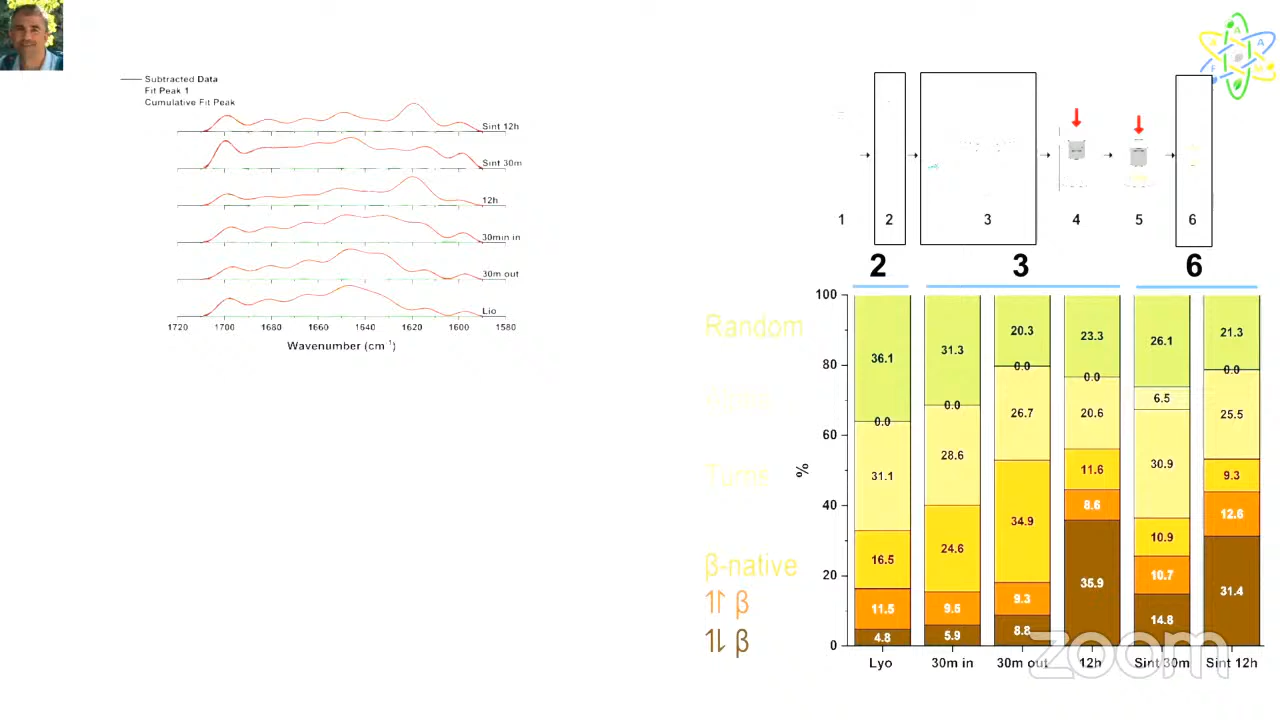 Subtracted Data
Fit Peak 1
Cumulative Fit Peak
Sint 12h
Sint 30m
12h
30min in
30m out
Lio
1720 1700 1680 1660 1640 1620 1600 1580
Wavenumber (cm⁻¹)
1 2 3 4 5 6
2 3 6
Random
Alpha
Turns
β-native
1↾ β
1⇂ β
%
100
80
60
40
20
0
36.1 0.0 31.1 16.5 11.5 4.8
31.3 0.0 28.6 24.6 9.5 5.9
20.3 0.0 26.7 34.9 9.3 8.8
23.3 0.0 20.6 11.6 8.6 35.9
26.1 6.5 30.9 10.9 10.7 14.8
21.3 0.0 25.5 9.3 12.6 31.4
Lyo 30m in 30m out 12h Sint 30m Sint 12h
zoom